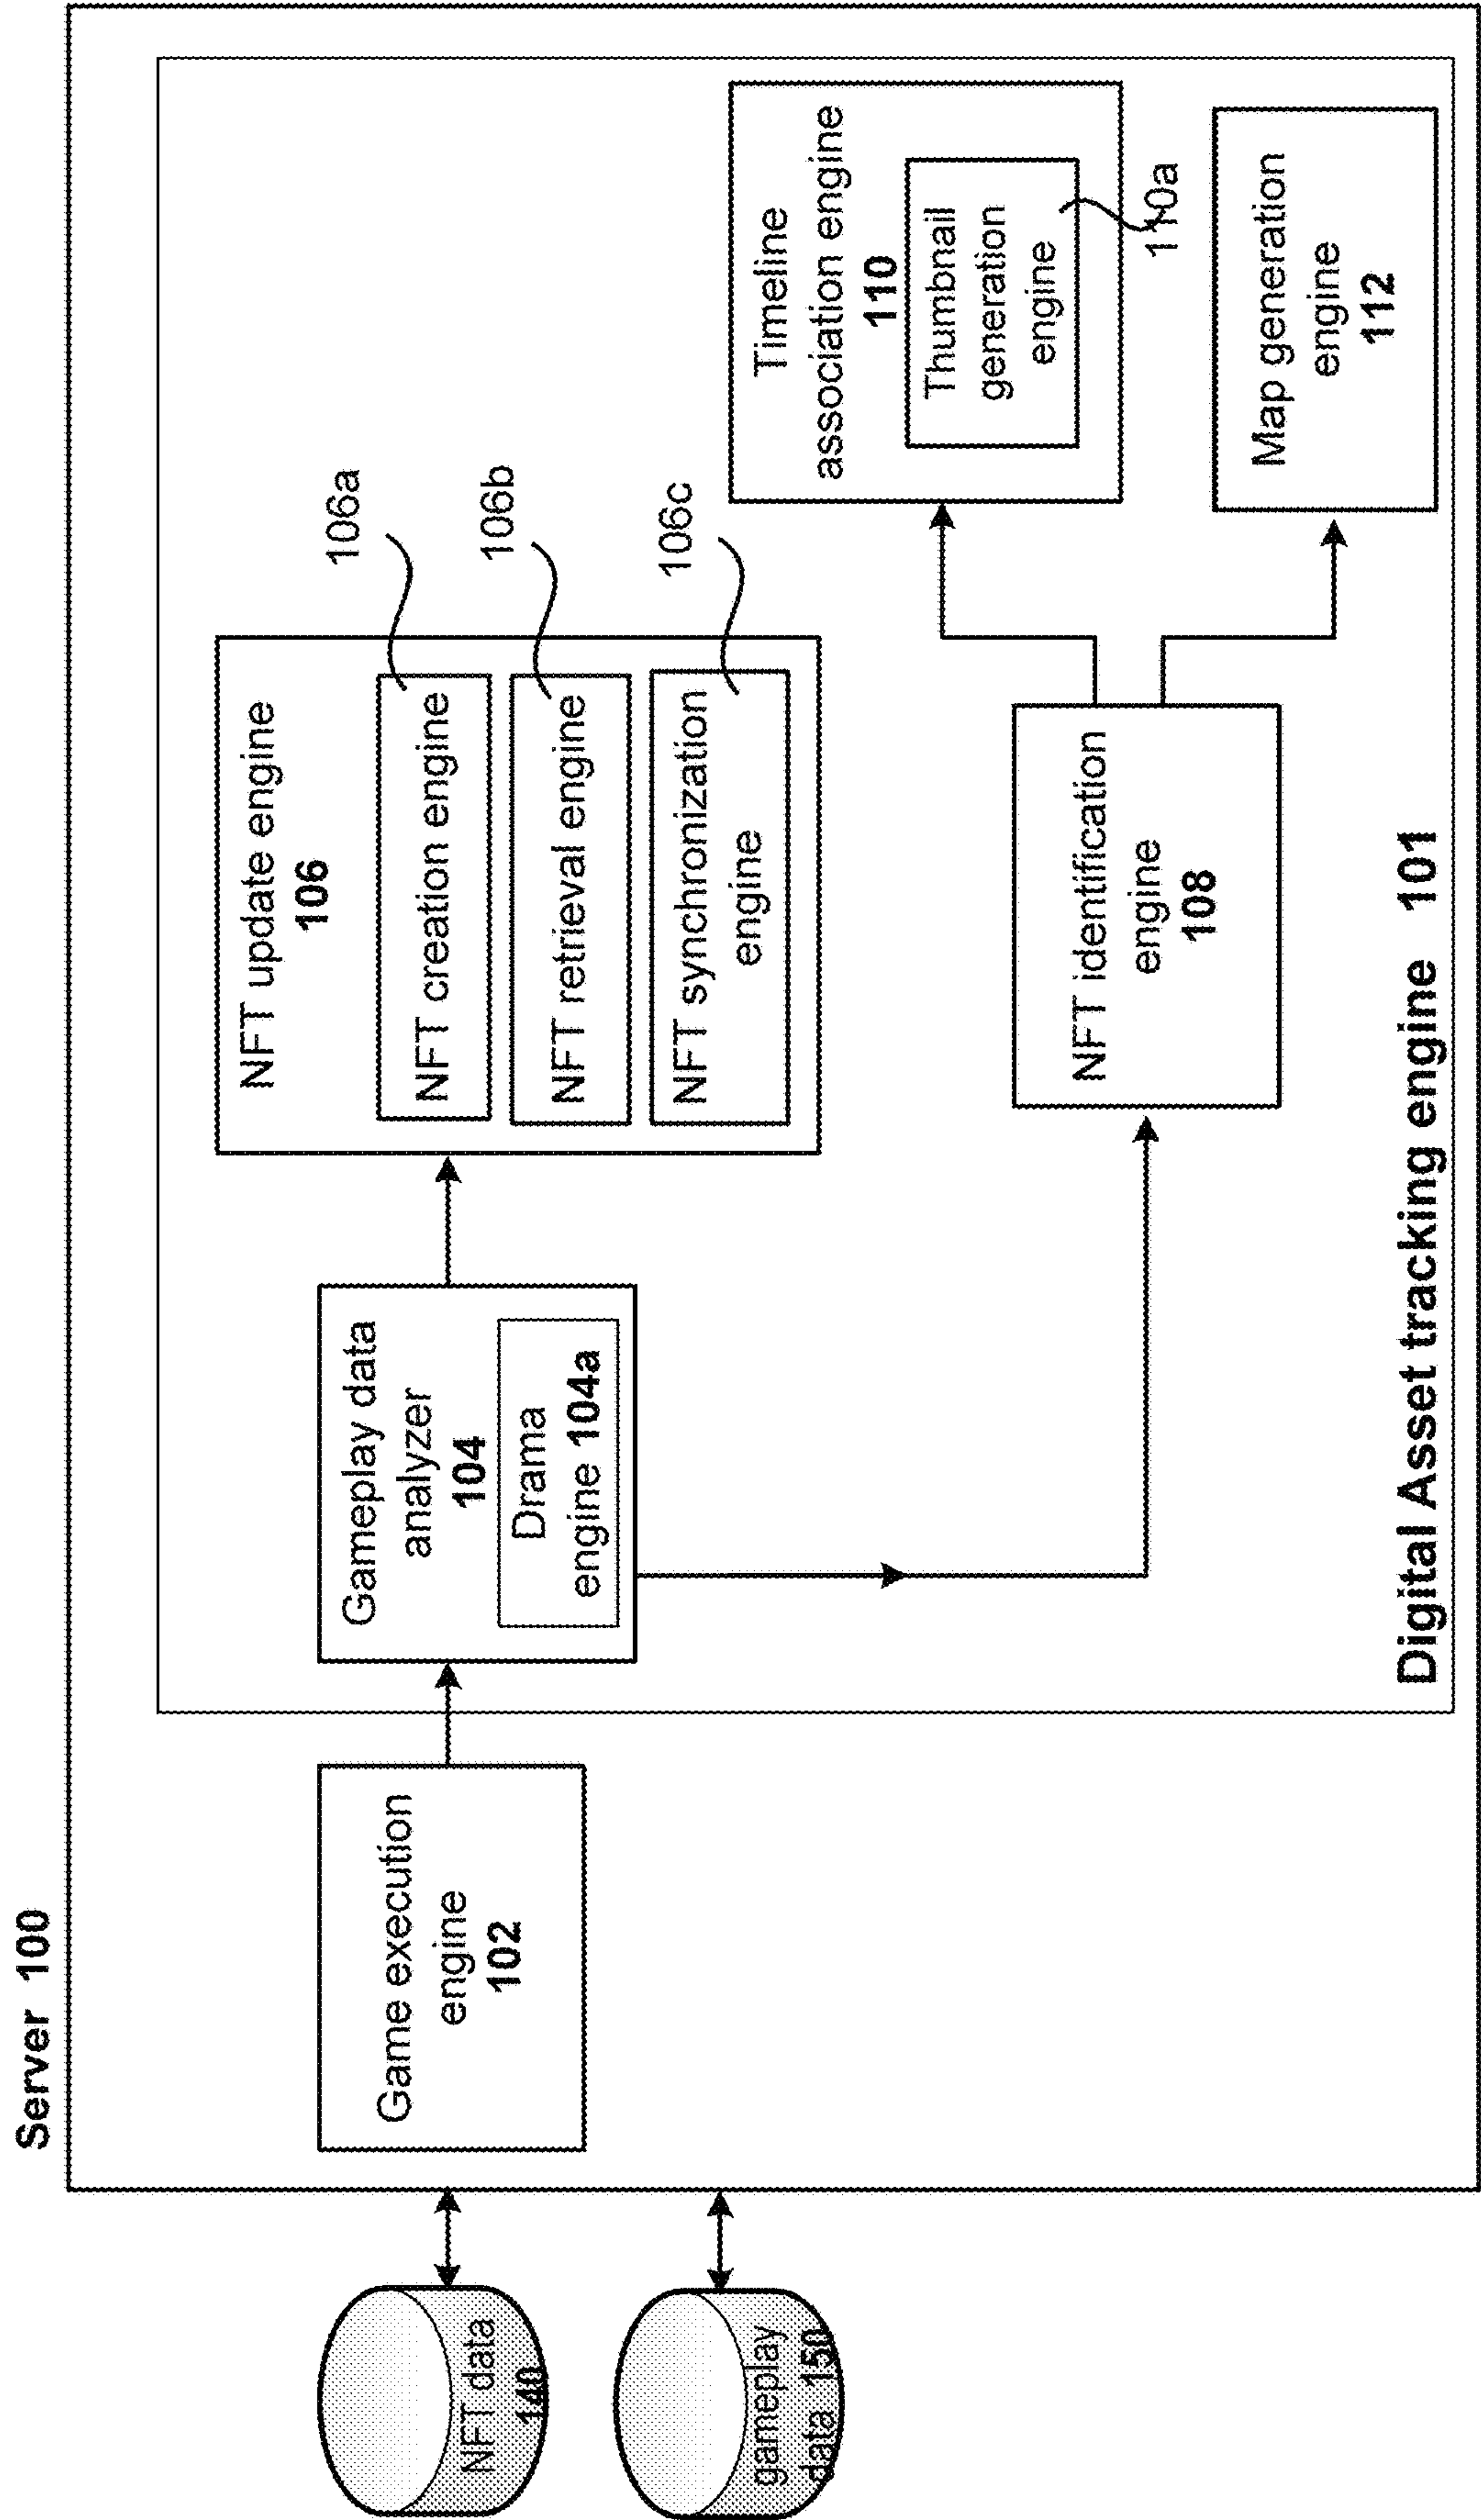 Server 100
NFT data
140
gameplay
data 150
Game execution
engine
102
Gameplay data
analyzer
104
Drama
engine 104a
NFT update engine
106
NFT creation engine
106a
NFT retrieval engine
106b
NFT synchronization
engine
106c
NFT identification
engine
108
Timeline
association engine
110
Thumbnail
generation
engine
110a
Map generation
engine
112
Digital Asset tracking engine 101